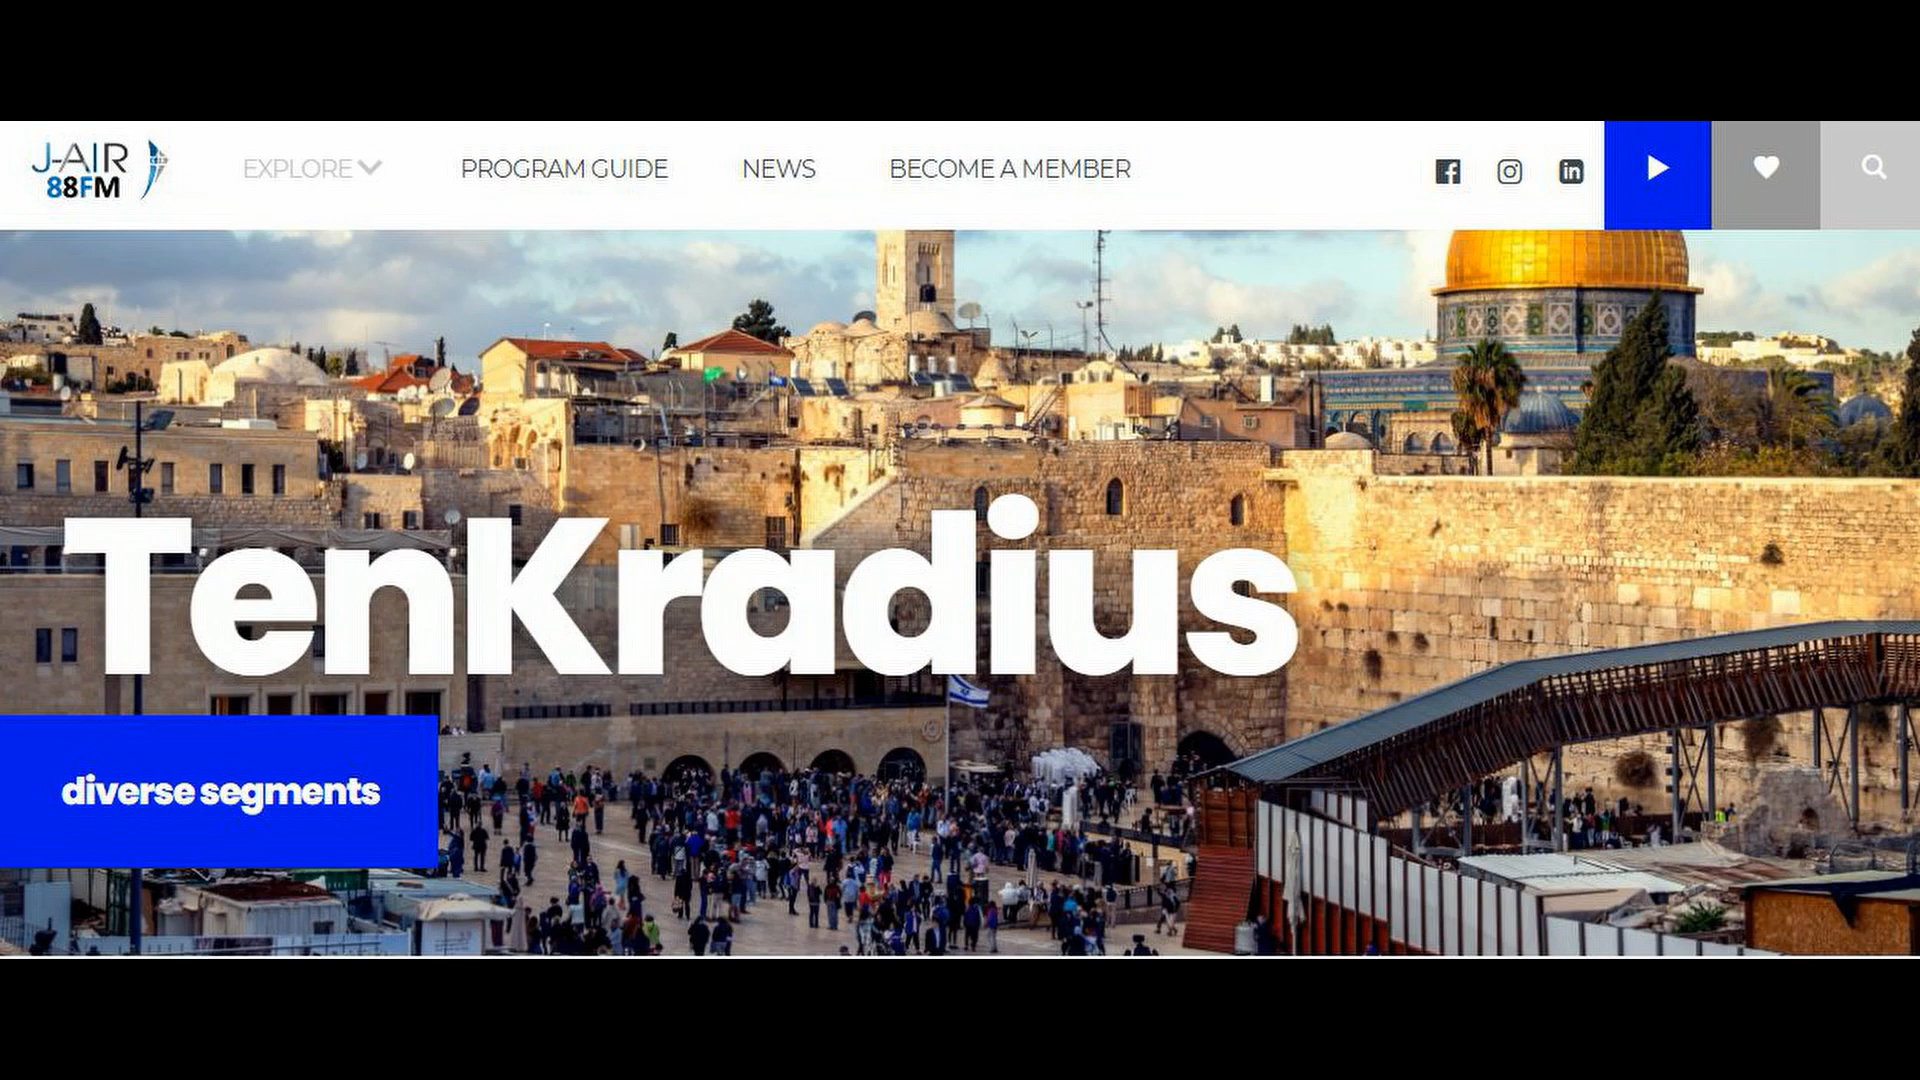 J-AIR
88FM
EXPLORE
PROGRAM GUIDE
NEWS
BECOME A MEMBER
TenKradius
diverse segments